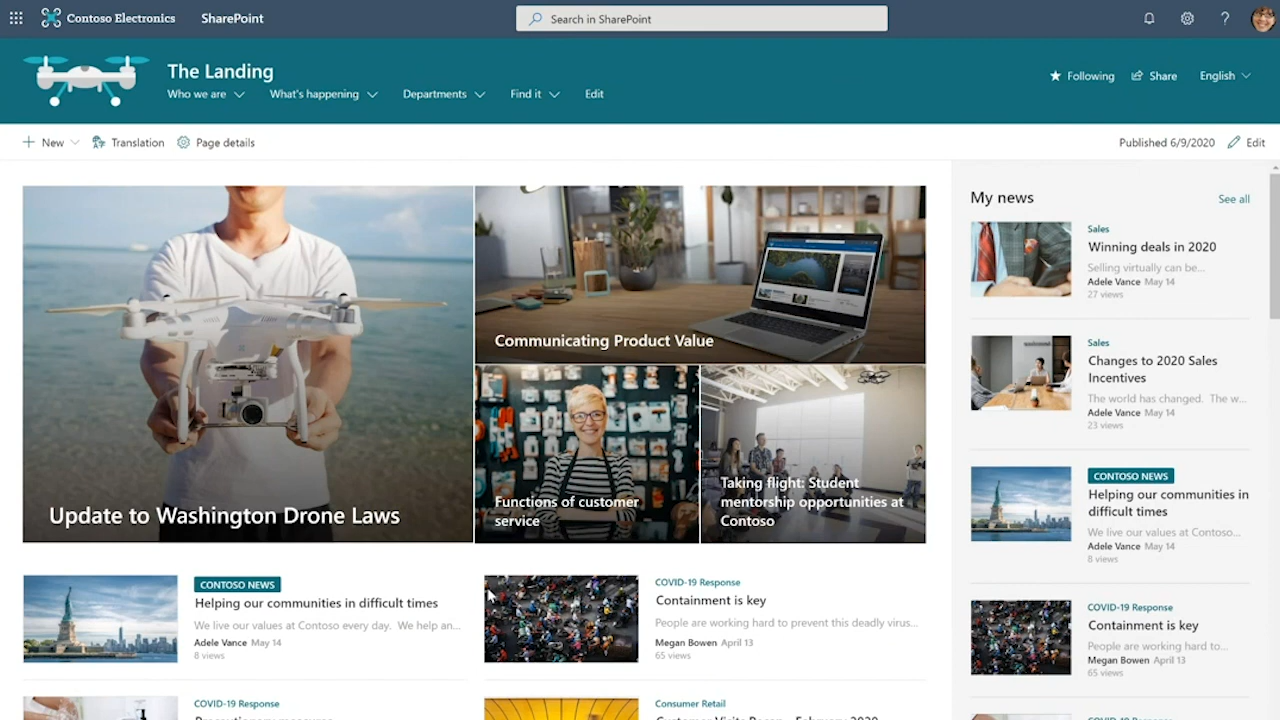 Contoso Electronics
SharePoint
Search in SharePoint
The Landing
Who we are
What's happening
Departments
Find it
Edit
Following
Share
English
New
Translation
Page details
Published 6/9/2020
Edit
Update to Washington Drone Laws
Communicating Product Value
Functions of customer
service
Taking flight: Student
mentorship opportunities at
Contoso
CONTOSO NEWS
Helping our communities in difficult times
We live our values at Contoso every day. We help an...
Adele Vance May 14
8 views
COVID-19 Response
Containment is key
People are working hard to prevent this deadly virus...
Megan Bowen April 13
65 views
COVID-19 Response
Consumer Retail
My news
See all
Sales
Winning deals in 2020
Selling virtually can be...
Adele Vance May 14
27 views
Sales
Changes to 2020 Sales
Incentives
The world has changed. The w...
Adele Vance May 14
23 views
CONTOSO NEWS
Helping our communities in
difficult times
We live our values at Contoso...
Adele Vance May 14
8 views
COVID-19 Response
Containment is key
People are working hard to...
Megan Bowen April 13
65 views